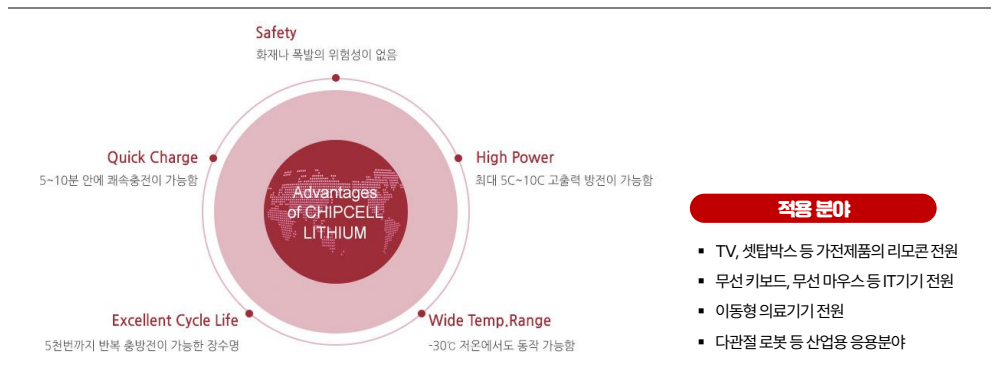 Safety
화재나 폭발의 위험성이 없음
Quick Charge
5~10분 안에 쾌속충전이 가능함
High Power
최대 5C~10C 고출력 방전이 가능함
Advantages
of CHIPCELL
LITHIUM
Excellent Cycle Life
5천번까지 반복 충방전이 가능한 장수명
Wide Temp.Range
-30℃ 저온에서도 동작 가능함
적용 분야
▪ TV, 셋탑박스 등 가전제품의 리모콘 전원
▪ 무선 키보드, 무선 마우스 등 IT기기 전원
▪ 이동형 의료기기 전원
▪ 다관절 로봇 등 산업용 응용분야